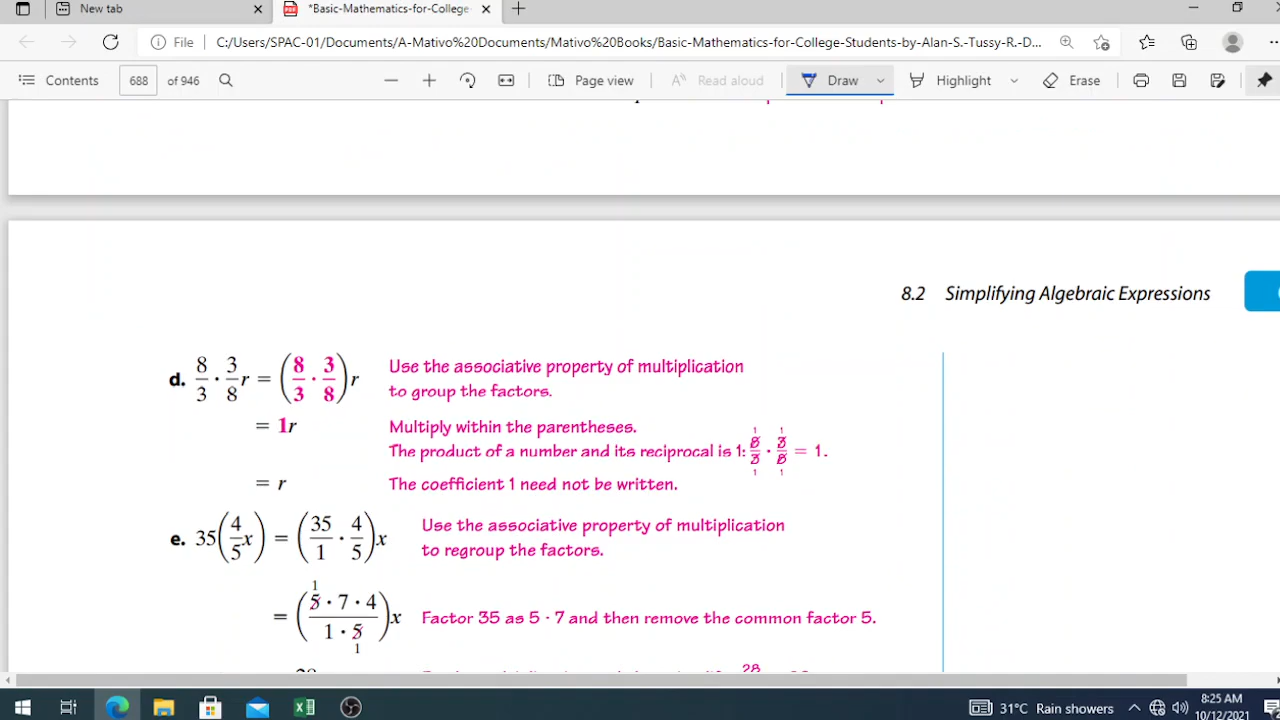 New tab
*Basic-Mathematics-for-College-
File
C:/Users/SPAC-01/Documents/A-Mativo%20Documents/Mativo%20Books/Basic-Mathematics-for-College-Students-by-Alan-S.-Tussy-R.-D...
Contents 688 of 946 Page view Read aloud Draw Highlight Erase
8.2 Simplifying Algebraic Expressions
d. 8/3 · 3/8 r = (8/3 · 3/8) r Use the associative property of multiplication
to group the factors.
= 1r Multiply within the parentheses.
The product of a number and its reciprocal is 1: 8/3 · 3/8 = 1.
= r The coefficient 1 need not be written.
e. 35(4/5 x) = (35/1 · 4/5) x Use the associative property of multiplication
to regroup the factors.
= (5 · 7 · 4 / 1 · 5) x Factor 35 as 5 · 7 and then remove the common factor 5.
31°C Rain showers
8:25 AM
10/12/2021